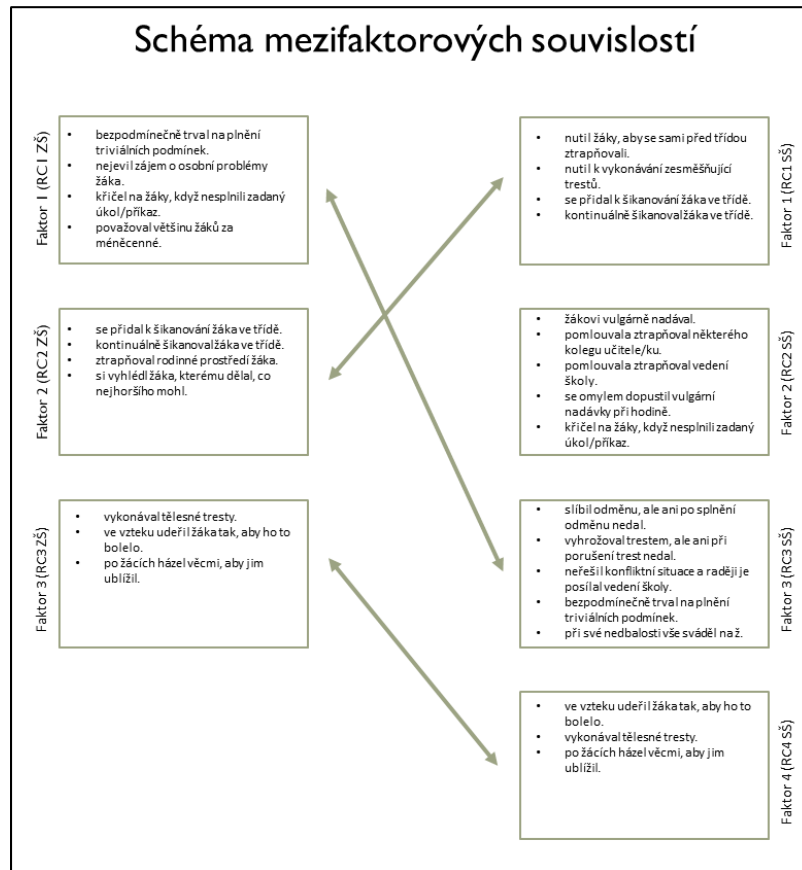 Schéma mezifaktorových souvislostí
Faktor 1 (RC1 ZŠ)
• bezpodmínečně trval na plnění
triviálních podmínek.
• nejevil zájem o osobní problémy
žáka.
• křičel na žáky, když nesplnili zadaný
úkol/příkaz.
• považoval většinu žáků za
méněcenné.
Faktor 2 (RC2 ZŠ)
• se přidal k šikanování žáka ve třídě.
• kontinuálně šikanoval žáka ve třídě.
• ztrapňoval rodinné prostředí žáka.
• si vyhlédl žáka, kterému dělal, co
nejhoršího mohl.
Faktor 3 (RC3 ZŠ)
• vykonával tělesné tresty.
• ve vzteku udeřil žáka tak, aby ho to
bolelo.
• po žácích házel věcmi, aby jim
ublížil.
• nutil žáky, aby se sami před třídou
ztrapňovali.
• nutil k vykonávání zesměšňující
trestů.
• se přidal k šikanování žáka ve třídě.
• kontinuálně šikanoval žáka ve třídě.
Faktor 1 (RC1 SŠ)
• žákovi vulgárně nadával.
• pomlouval a ztrapňoval některého
kolegu učitele/ku.
• pomlouval a ztrapňoval vedení
školy.
• se omylem dopustil vulgární
nadávky při hodině.
• křičel na žáky, když nesplnili zadaný
úkol/příkaz.
Faktor 2 (RC2 SŠ)
• slíbil odměnu, ale ani po splnění
odměnu nedal.
• vyhrožoval trestem, ale ani při
porušení trest nedal.
• neřešil konfliktní situace a raději je
posílal vedení školy.
• bezpodmínečně trval na plnění
triviálních podmínek.
• při své nedbalosti vše sváděl na ž.
Faktor 3 (RC3 SŠ)
• ve vzteku udeřil žáka tak, aby ho to
bolelo.
• vykonával tělesné tresty.
• po žácích házel věcmi, aby jim
ublížil.
Faktor 4 (RC4 SŠ)